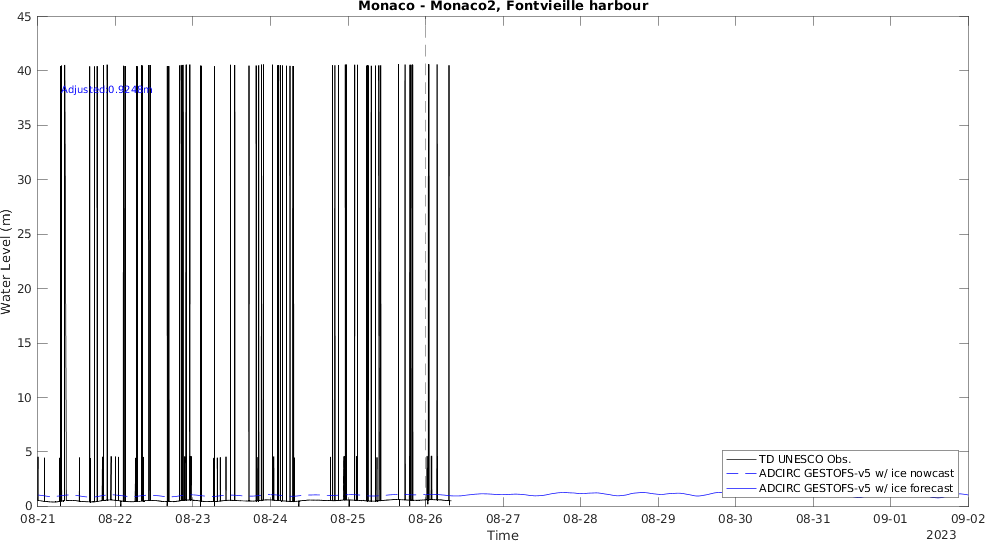 Monaco - Monaco2, Fontvieille harbour
45
40
35
30
25
20
15
10
5
0
Water Level (m)
Adjusted:0.9248m
TD UNESCO Obs.
ADCIRC GESTOFS-v5 w/ ice nowcast
ADCIRC GESTOFS-v5 w/ ice forecast
08-21 08-22 08-23 08-24 08-25 08-26 08-27 08-28 08-29 08-30 08-31 09-01 09-02
Time
2023